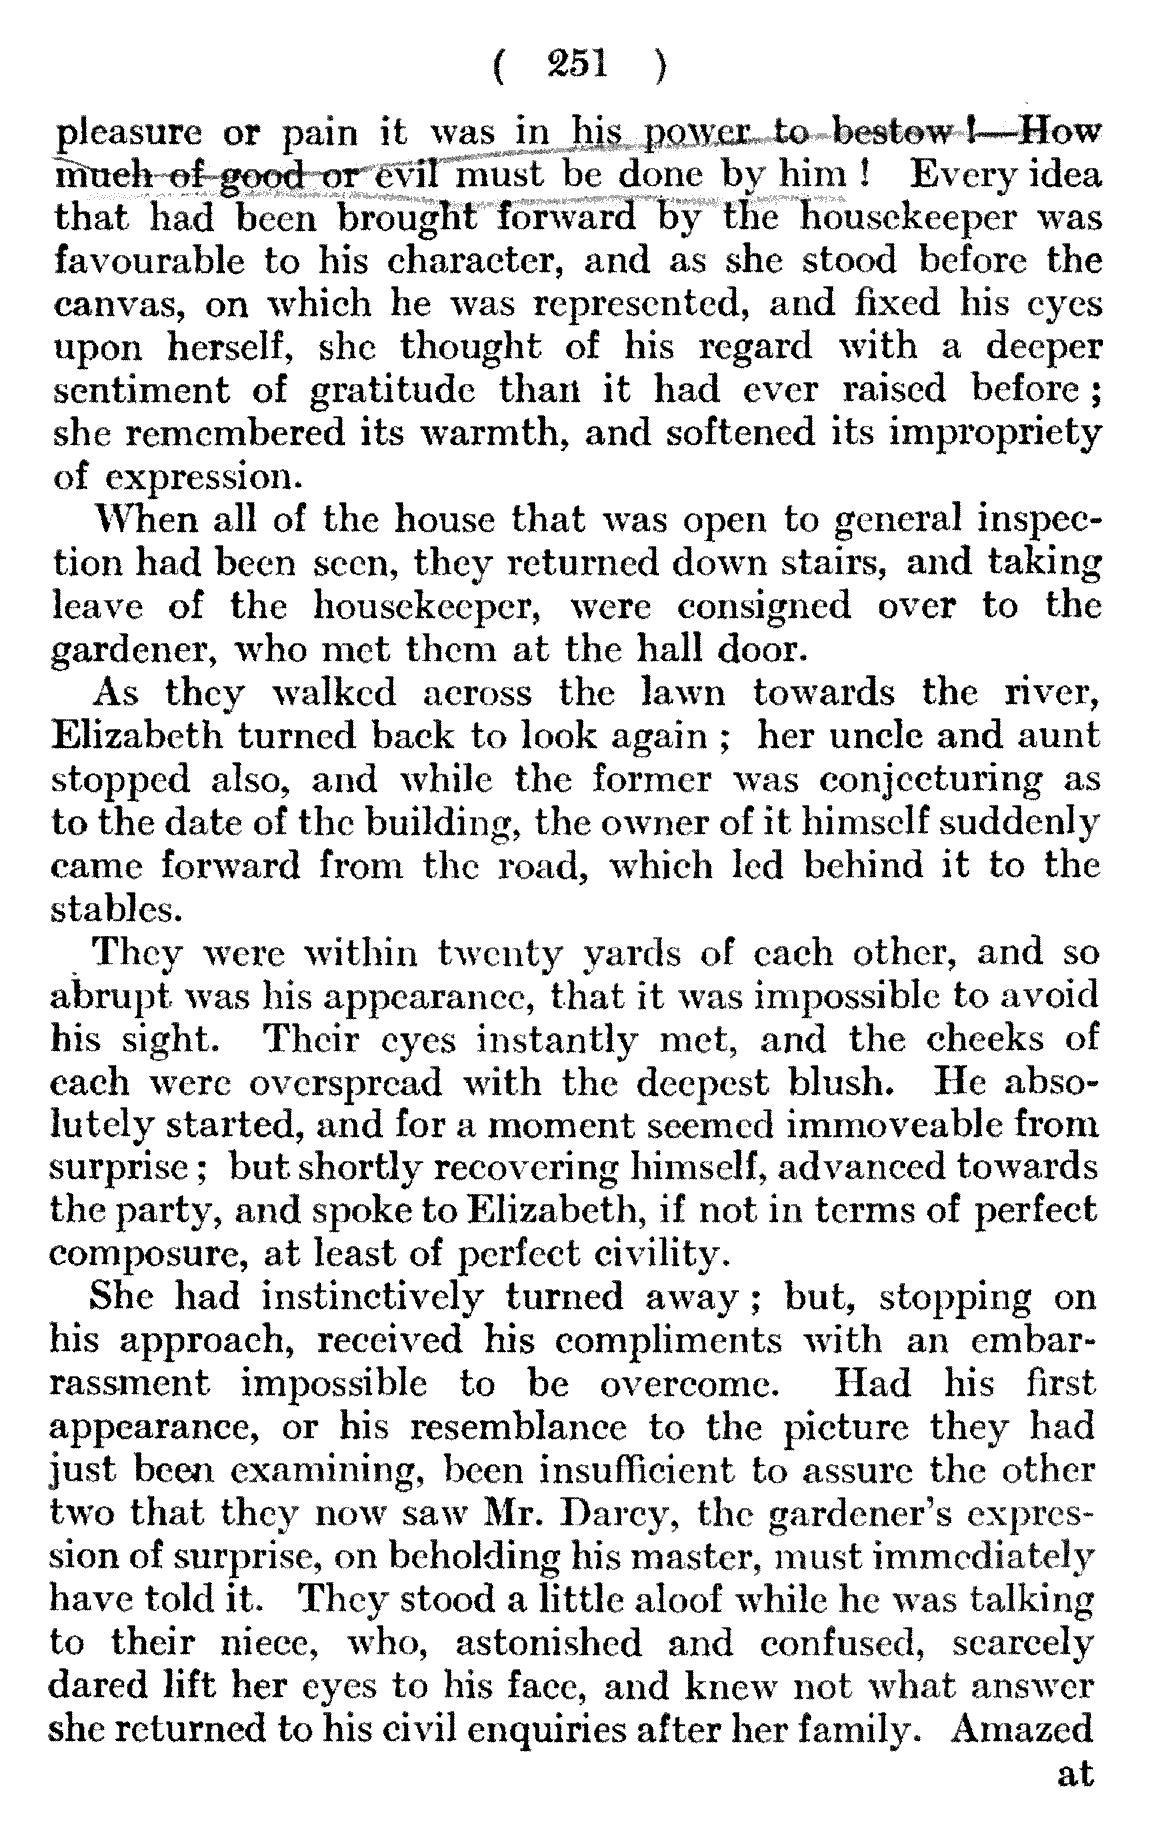 ( 251 )
pleasure or pain it was in his power to bestow !—How
much of good or evil must be done by him ! Every idea
that had been brought forward by the housekeeper was
favourable to his character, and as she stood before the
canvas, on which he was represented, and fixed his eyes
upon herself, she thought of his regard with a deeper
sentiment of gratitude than it had ever raised before ;
she remembered its warmth, and softened its impropriety
of expression.
When all of the house that was open to general inspec-
tion had been seen, they returned down stairs, and taking
leave of the housekeeper, were consigned over to the
gardener, who met them at the hall door.
As they walked across the lawn towards the river,
Elizabeth turned back to look again ; her uncle and aunt
stopped also, and while the former was conjecturing as
to the date of the building, the owner of it himself suddenly
came forward from the road, which led behind it to the
stables.
They were within twenty yards of each other, and so
abrupt was his appearance, that it was impossible to avoid
his sight. Their eyes instantly met, and the cheeks of
each were overspread with the deepest blush. He abso-
lutely started, and for a moment seemed immoveable from
surprise ; but shortly recovering himself, advanced towards
the party, and spoke to Elizabeth, if not in terms of perfect
composure, at least of perfect civility.
She had instinctively turned away ; but, stopping on
his approach, received his compliments with an embar-
rassment impossible to be overcome. Had his first
appearance, or his resemblance to the picture they had
just been examining, been insufficient to assure the other
two that they now saw Mr. Darcy, the gardener's expres-
sion of surprise, on beholding his master, must immediately
have told it. They stood a little aloof while he was talking
to their niece, who, astonished and confused, scarcely
dared lift her eyes to his face, and knew not what answer
she returned to his civil enquiries after her family. Amazed
at